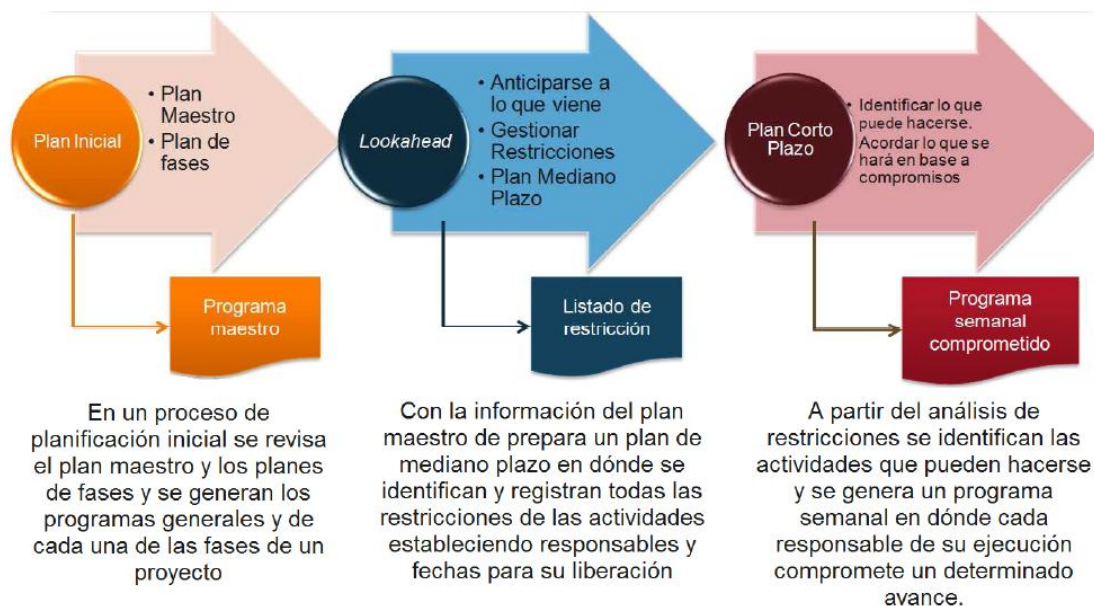 Plan Inicial
• Plan
Maestro
• Plan de
fases
Programa
maestro
En un proceso de
planificación inicial se revisa
el plan maestro y los planes
de fases y se generan los
programas generales y de
cada una de las fases de un
proyecto
Lookahead
• Anticiparse a
lo que viene
• Gestionar
Restricciones
• Plan Mediano
Plazo
Listado de
restricción
Con la información del plan
maestro de prepara un plan de
mediano plazo en dónde se
identifican y registran todas las
restricciones de las actividades
estableciendo responsables y
fechas para su liberación
Plan Corto
Plazo
• Identificar lo que
puede hacerse.
• Acordar lo que se
hará en base a
compromisos
Programa
semanal
comprometido
A partir del análisis de
restricciones se identifican las
actividades que pueden hacerse
y se genera un programa
semanal en dónde cada
responsable de su ejecución
compromete un determinado
avance.